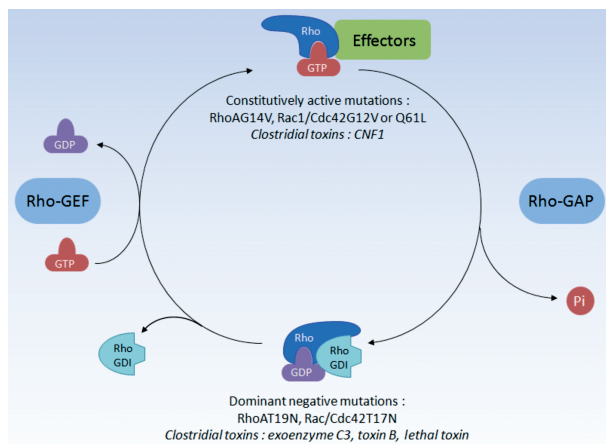 Rho
Effectors
GTP
Constitutively active mutations :
RhoAG14V, Rac1/Cdc42G12V or Q61L
Clostridial toxins : CNF1
GDP
Rho-GEF
Rho-GAP
GTP
Pi
Rho
GDI
Rho
Rho
GDI
GDP
Dominant negative mutations :
RhoAT19N, Rac/Cdc42T17N
Clostridial toxins : exoenzyme C3, toxin B, lethal toxin